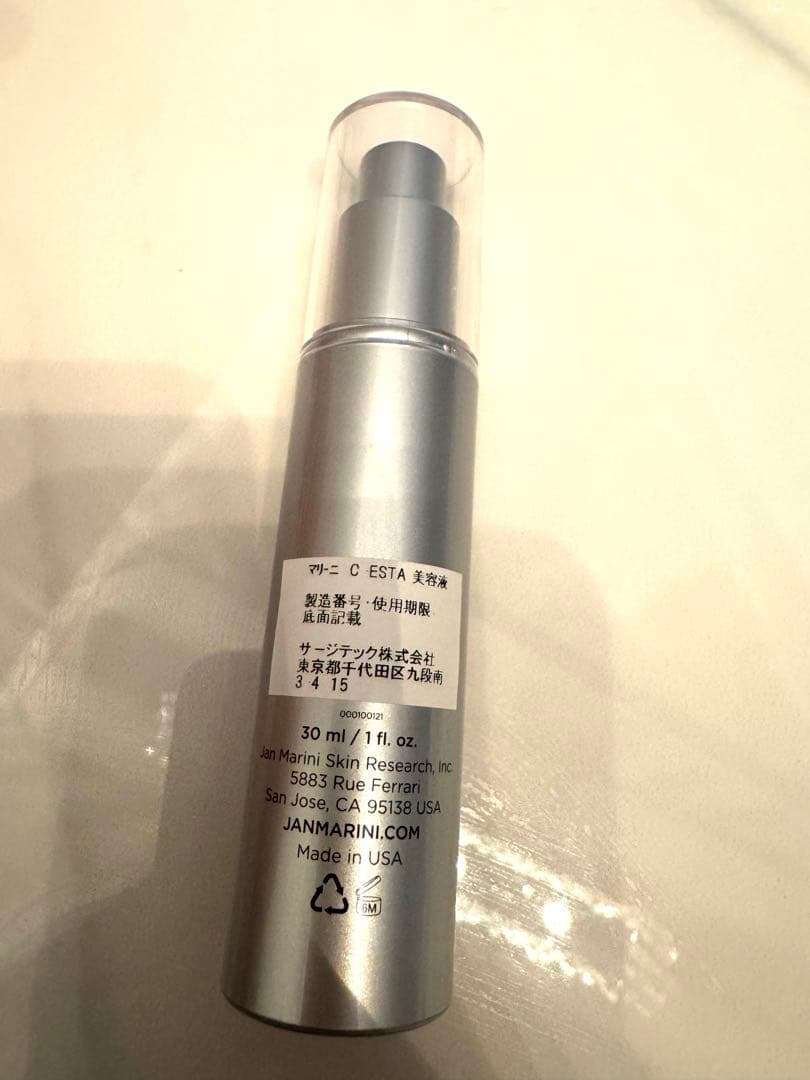 マリーニ C ESTA 美容液
製造番号・使用期限
底面記載
サージテック株式会社
東京都千代田区九段南
3 4 15
000100121
30 ml / 1 fl. oz.
Jan Marini Skin Research, Inc.
5883 Rue Ferrari
San Jose, CA 95138 USA
JANMARINI.COM
Made in USA
6M